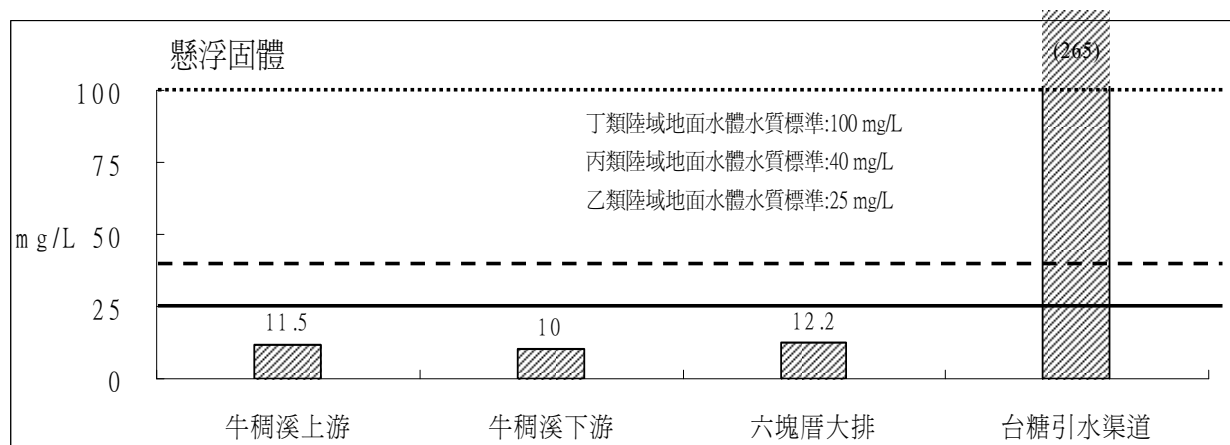 懸浮固體
(265)
100
丁類陸域地面水體水質標準:100 mg/L
75
丙類陸域地面水體水質標準:40 mg/L
乙類陸域地面水體水質標準:25 mg/L
mg/L 50
25
11.5
10
12.2
0
牛稠溪上游
牛稠溪下游
六塊厝大排
台糖引水渠道